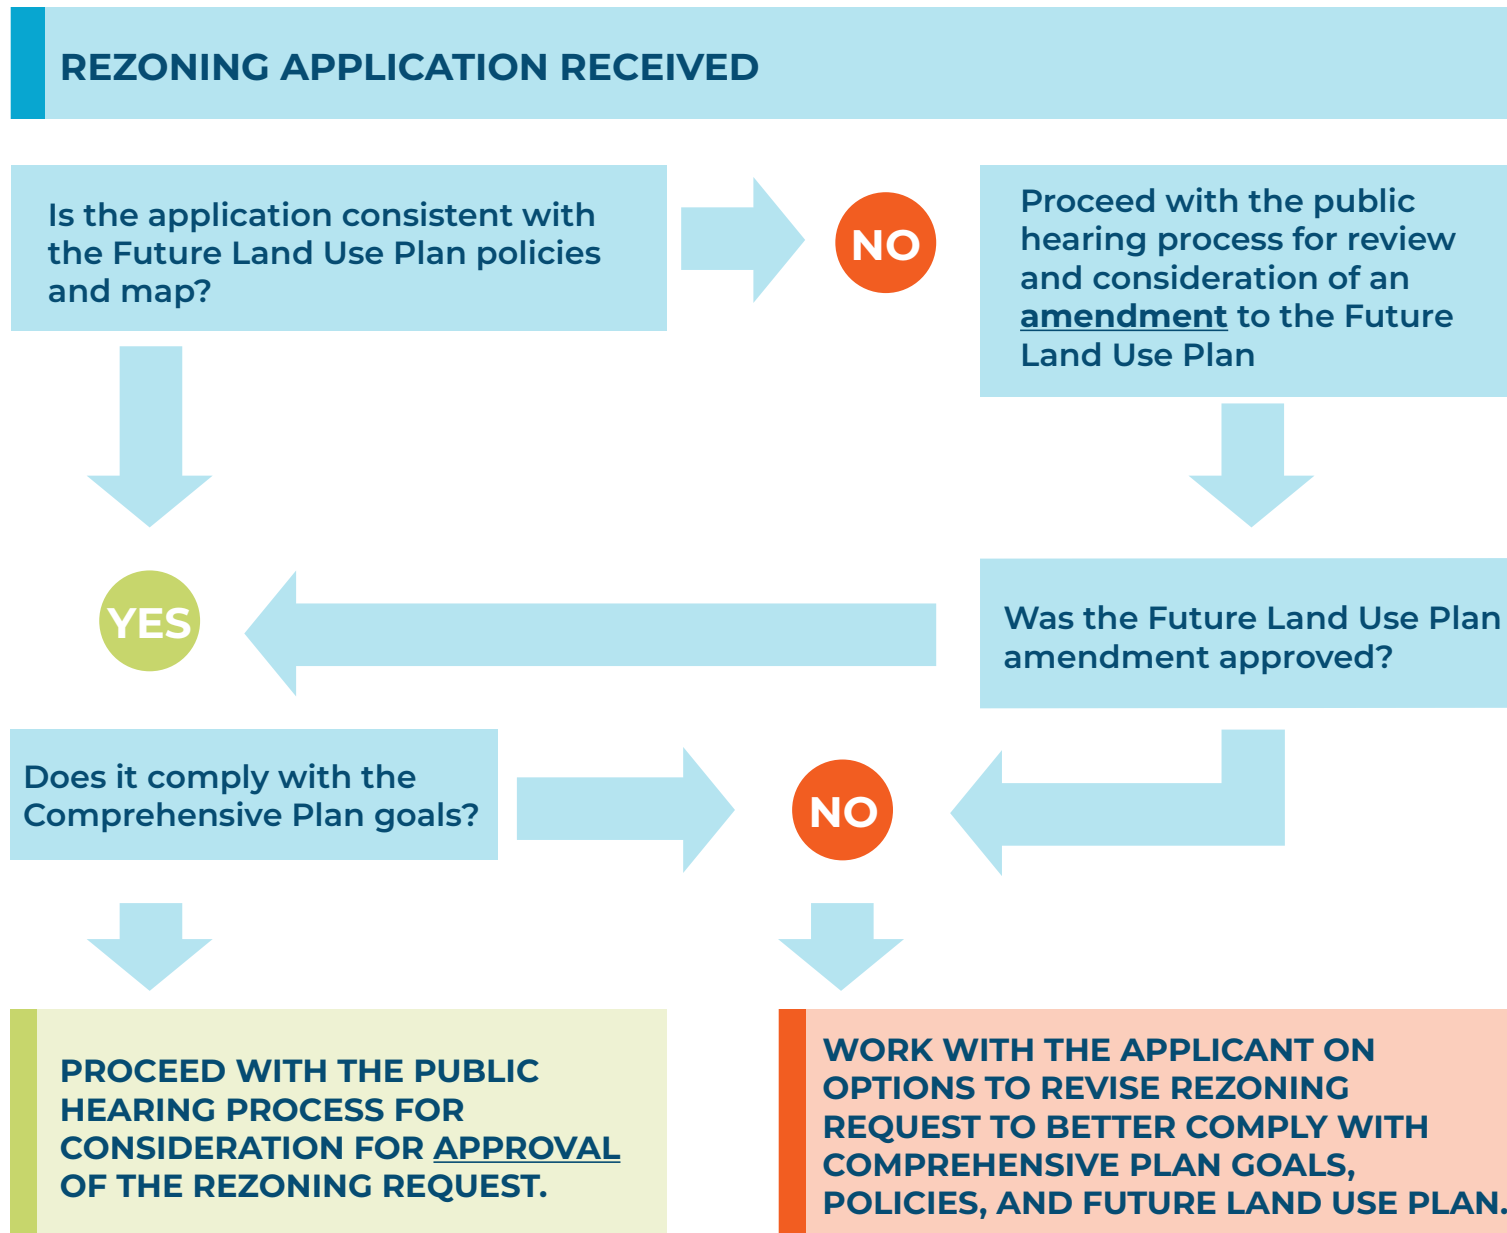 REZONING APPLICATION RECEIVED
Is the application consistent with
the Future Land Use Plan policies
and map?
NO
Proceed with the public
hearing process for review
and consideration of an
amendment to the Future
Land Use Plan
YES
Was the Future Land Use Plan
amendment approved?
Does it comply with the
Comprehensive Plan goals?
NO
PROCEED WITH THE PUBLIC
HEARING PROCESS FOR
CONSIDERATION FOR APPROVAL
OF THE REZONING REQUEST.
WORK WITH THE APPLICANT ON
OPTIONS TO REVISE REZONING
REQUEST TO BETTER COMPLY WITH
COMPREHENSIVE PLAN GOALS,
POLICIES, AND FUTURE LAND USE PLAN.